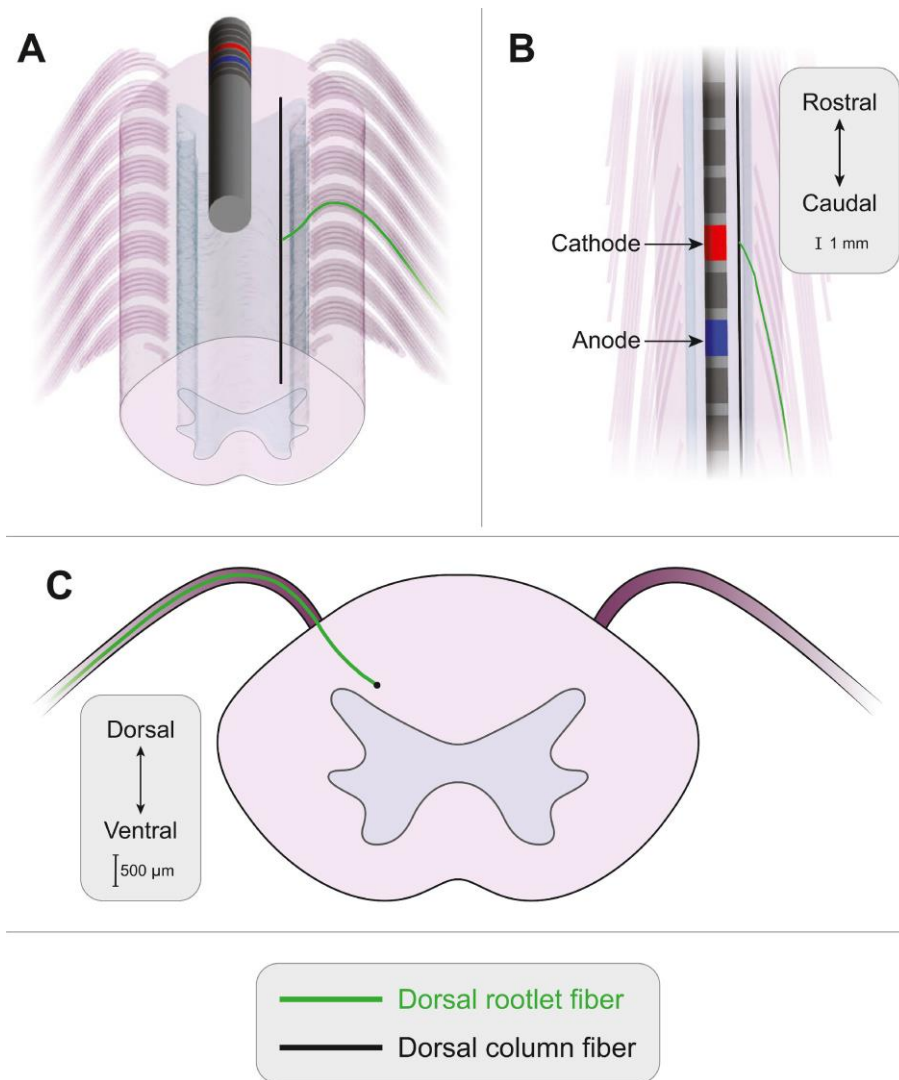 A
B
Rostral
Caudal
I 1 mm
Cathode
Anode
C
Dorsal
Ventral
500 µm
Dorsal rootlet fiber
Dorsal column fiber